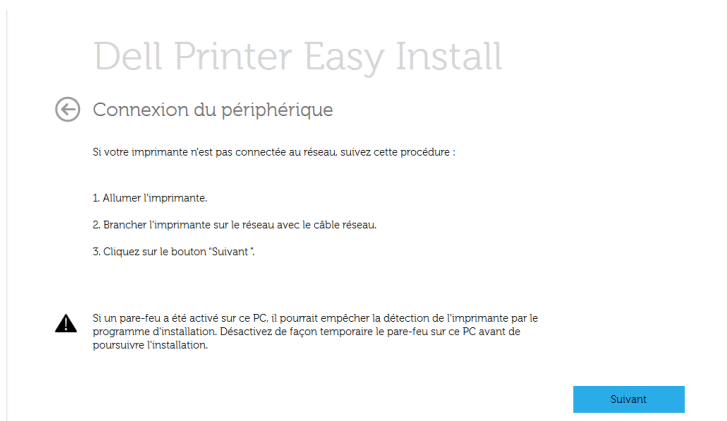 Dell Printer Easy Install
Connexion du périphérique
Si votre imprimante n'est pas connectée au réseau, suivez cette procédure :
1. Allumer l'imprimante.
2. Brancher l'imprimante sur le réseau avec le câble réseau.
3. Cliquez sur le bouton "Suivant ".
Si un pare-feu a été activé sur ce PC, il pourrait empêcher la détection de l'imprimante par le
programme d'installation. Désactivez de façon temporaire le pare-feu sur ce PC avant de
poursuivre l'installation.
Suivant